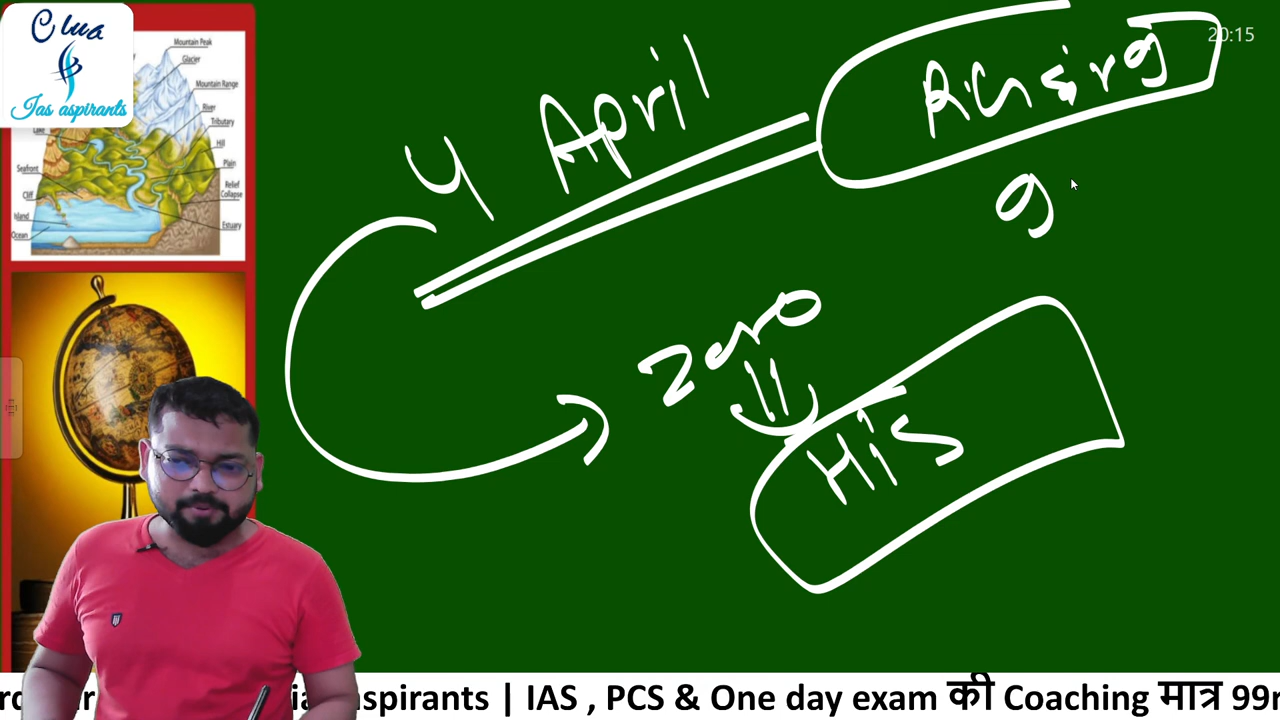 Clua
Ias aspirants
Mountain Peak
Glacier
Mountain Range
River
Tributary
Lake
Hill
Plain
Seafront
Relief
Collapse
Cliff
Island
Estuary
Ocean
20:15
4 April
9
Zero
His
aspirants | IAS , PCS & One day exam की Coaching मात्र 99